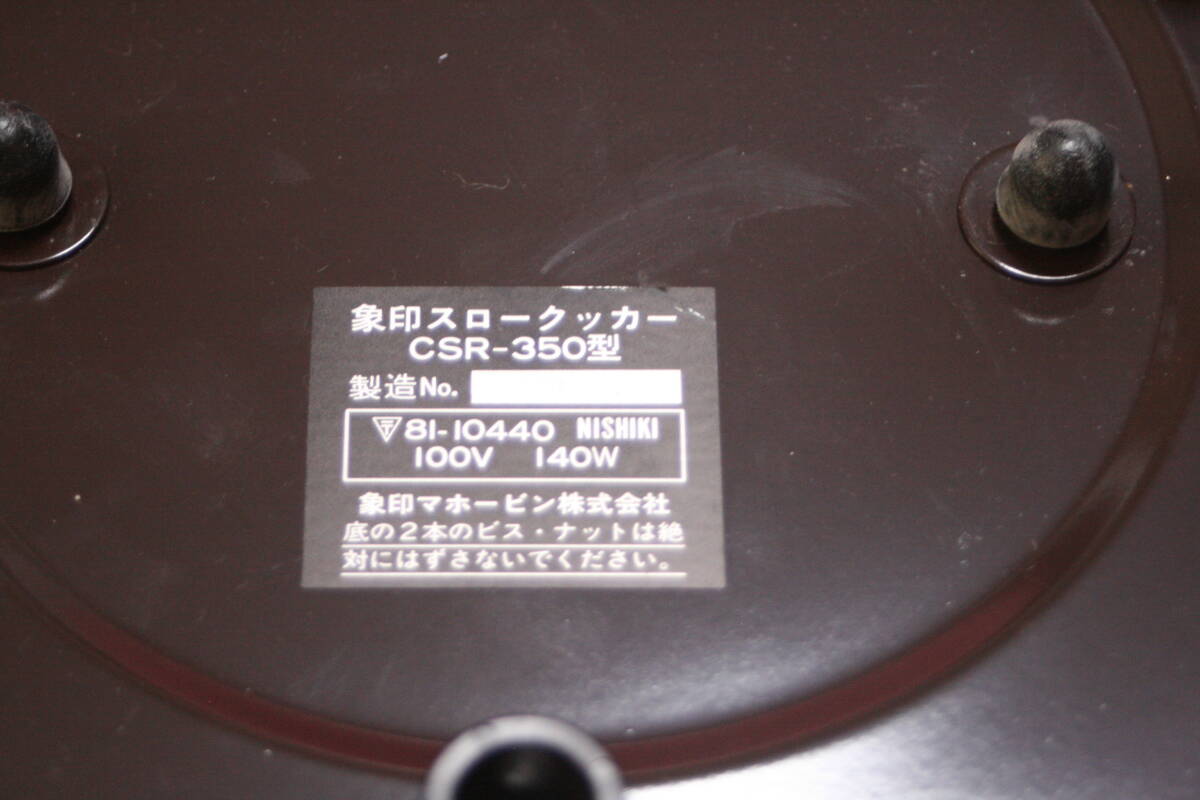 象印スロークッカー
CSR-350型
製造No.
〒81-10440 NISHIKI
100V 140W
象印マホービン株式会社
底の2本のビス・ナットは絶
対にはずさないでください。